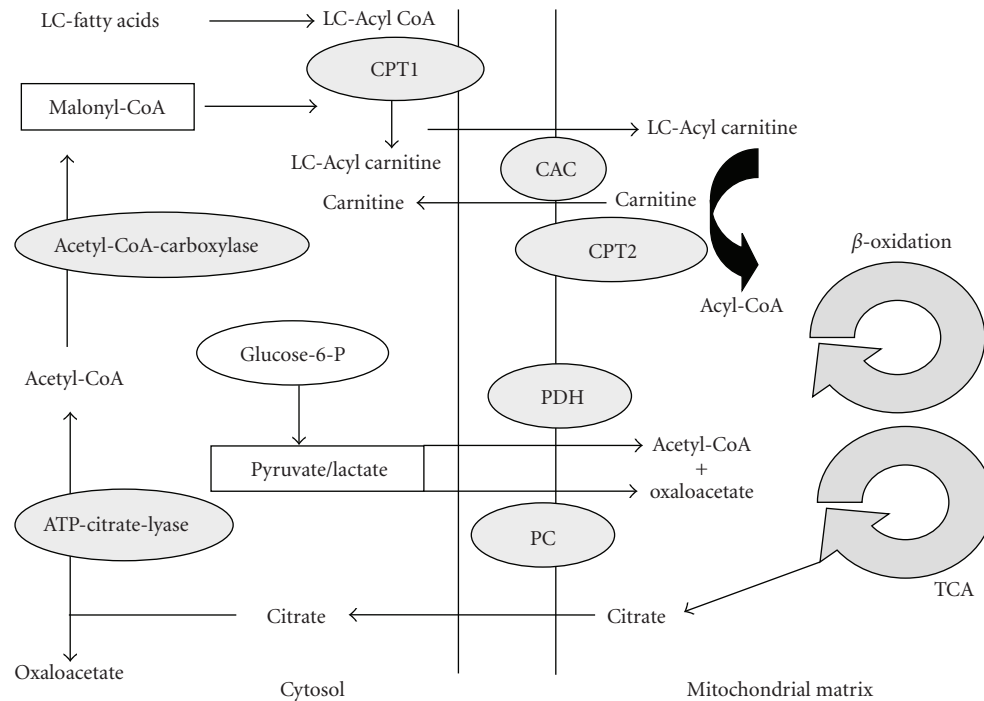 LC-fatty acids
LC-Acyl CoA
CPT1
Malonyl-CoA
LC-Acyl carnitine
LC-Acyl carnitine
CAC
Carnitine
Carnitine
Acetyl-CoA-carboxylase
CPT2
β-oxidation
Acyl-CoA
Glucose-6-P
Acetyl-CoA
PDH
Pyruvate/lactate
Acetyl-CoA
+
oxaloacetate
ATP-citrate-lyase
PC
TCA
Citrate
Citrate
Oxaloacetate
Cytosol
Mitochondrial matrix